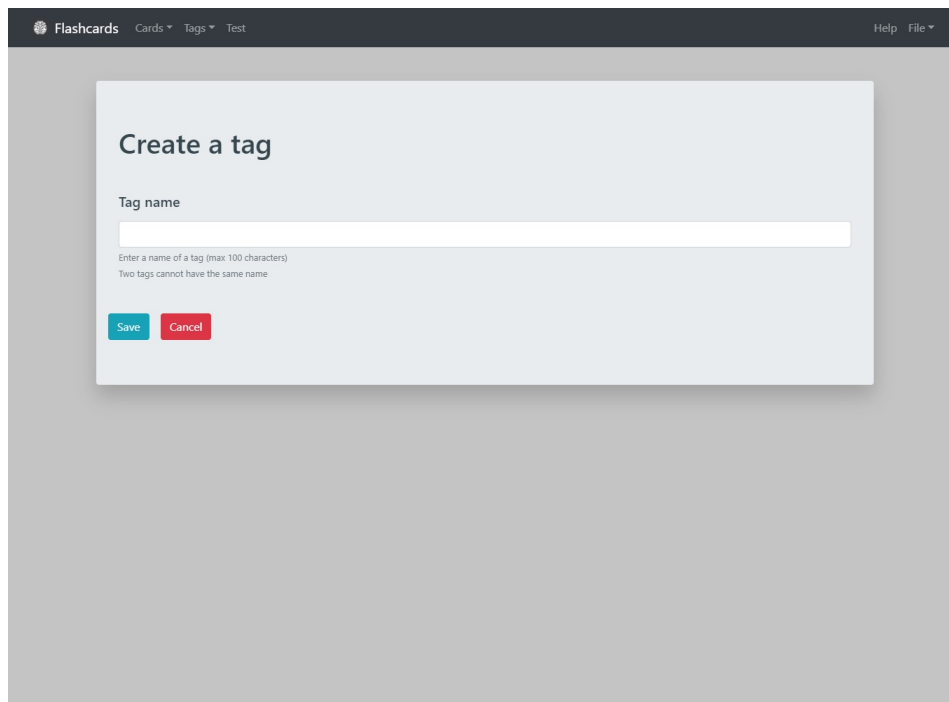 Flashcards Cards Tags Test Help File
Create a tag
Tag name
Enter a name of a tag (max 100 characters)
Two tags cannot have the same name
Save Cancel